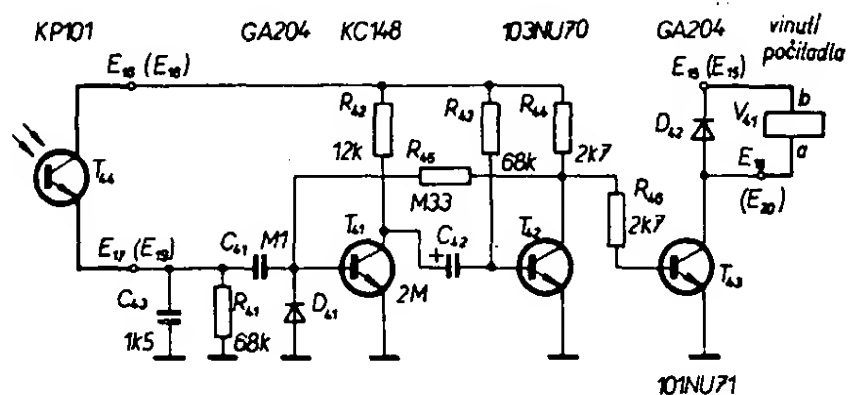 KP101
GA204
KC148
103NU70
GA204
vinutí
počitadla
E₁₈ (E₁₆)
E₁₅ (E₁₅)
b
R₄₂
R₄₃
R₄₄
D₄₂
V₄₁
12k
R₄₅
68k
2k7
E₁₉
a
T₄₄
M33
R₄₆
(E₂₀)
E₁₇ (E₁₉)
C₄₁
M1
T₄₁
C₄₂
+
T₄₂
2k7
T₄₃
C₄₃
R₄₁
D₄₁
2M
1k5
68k
101NU71